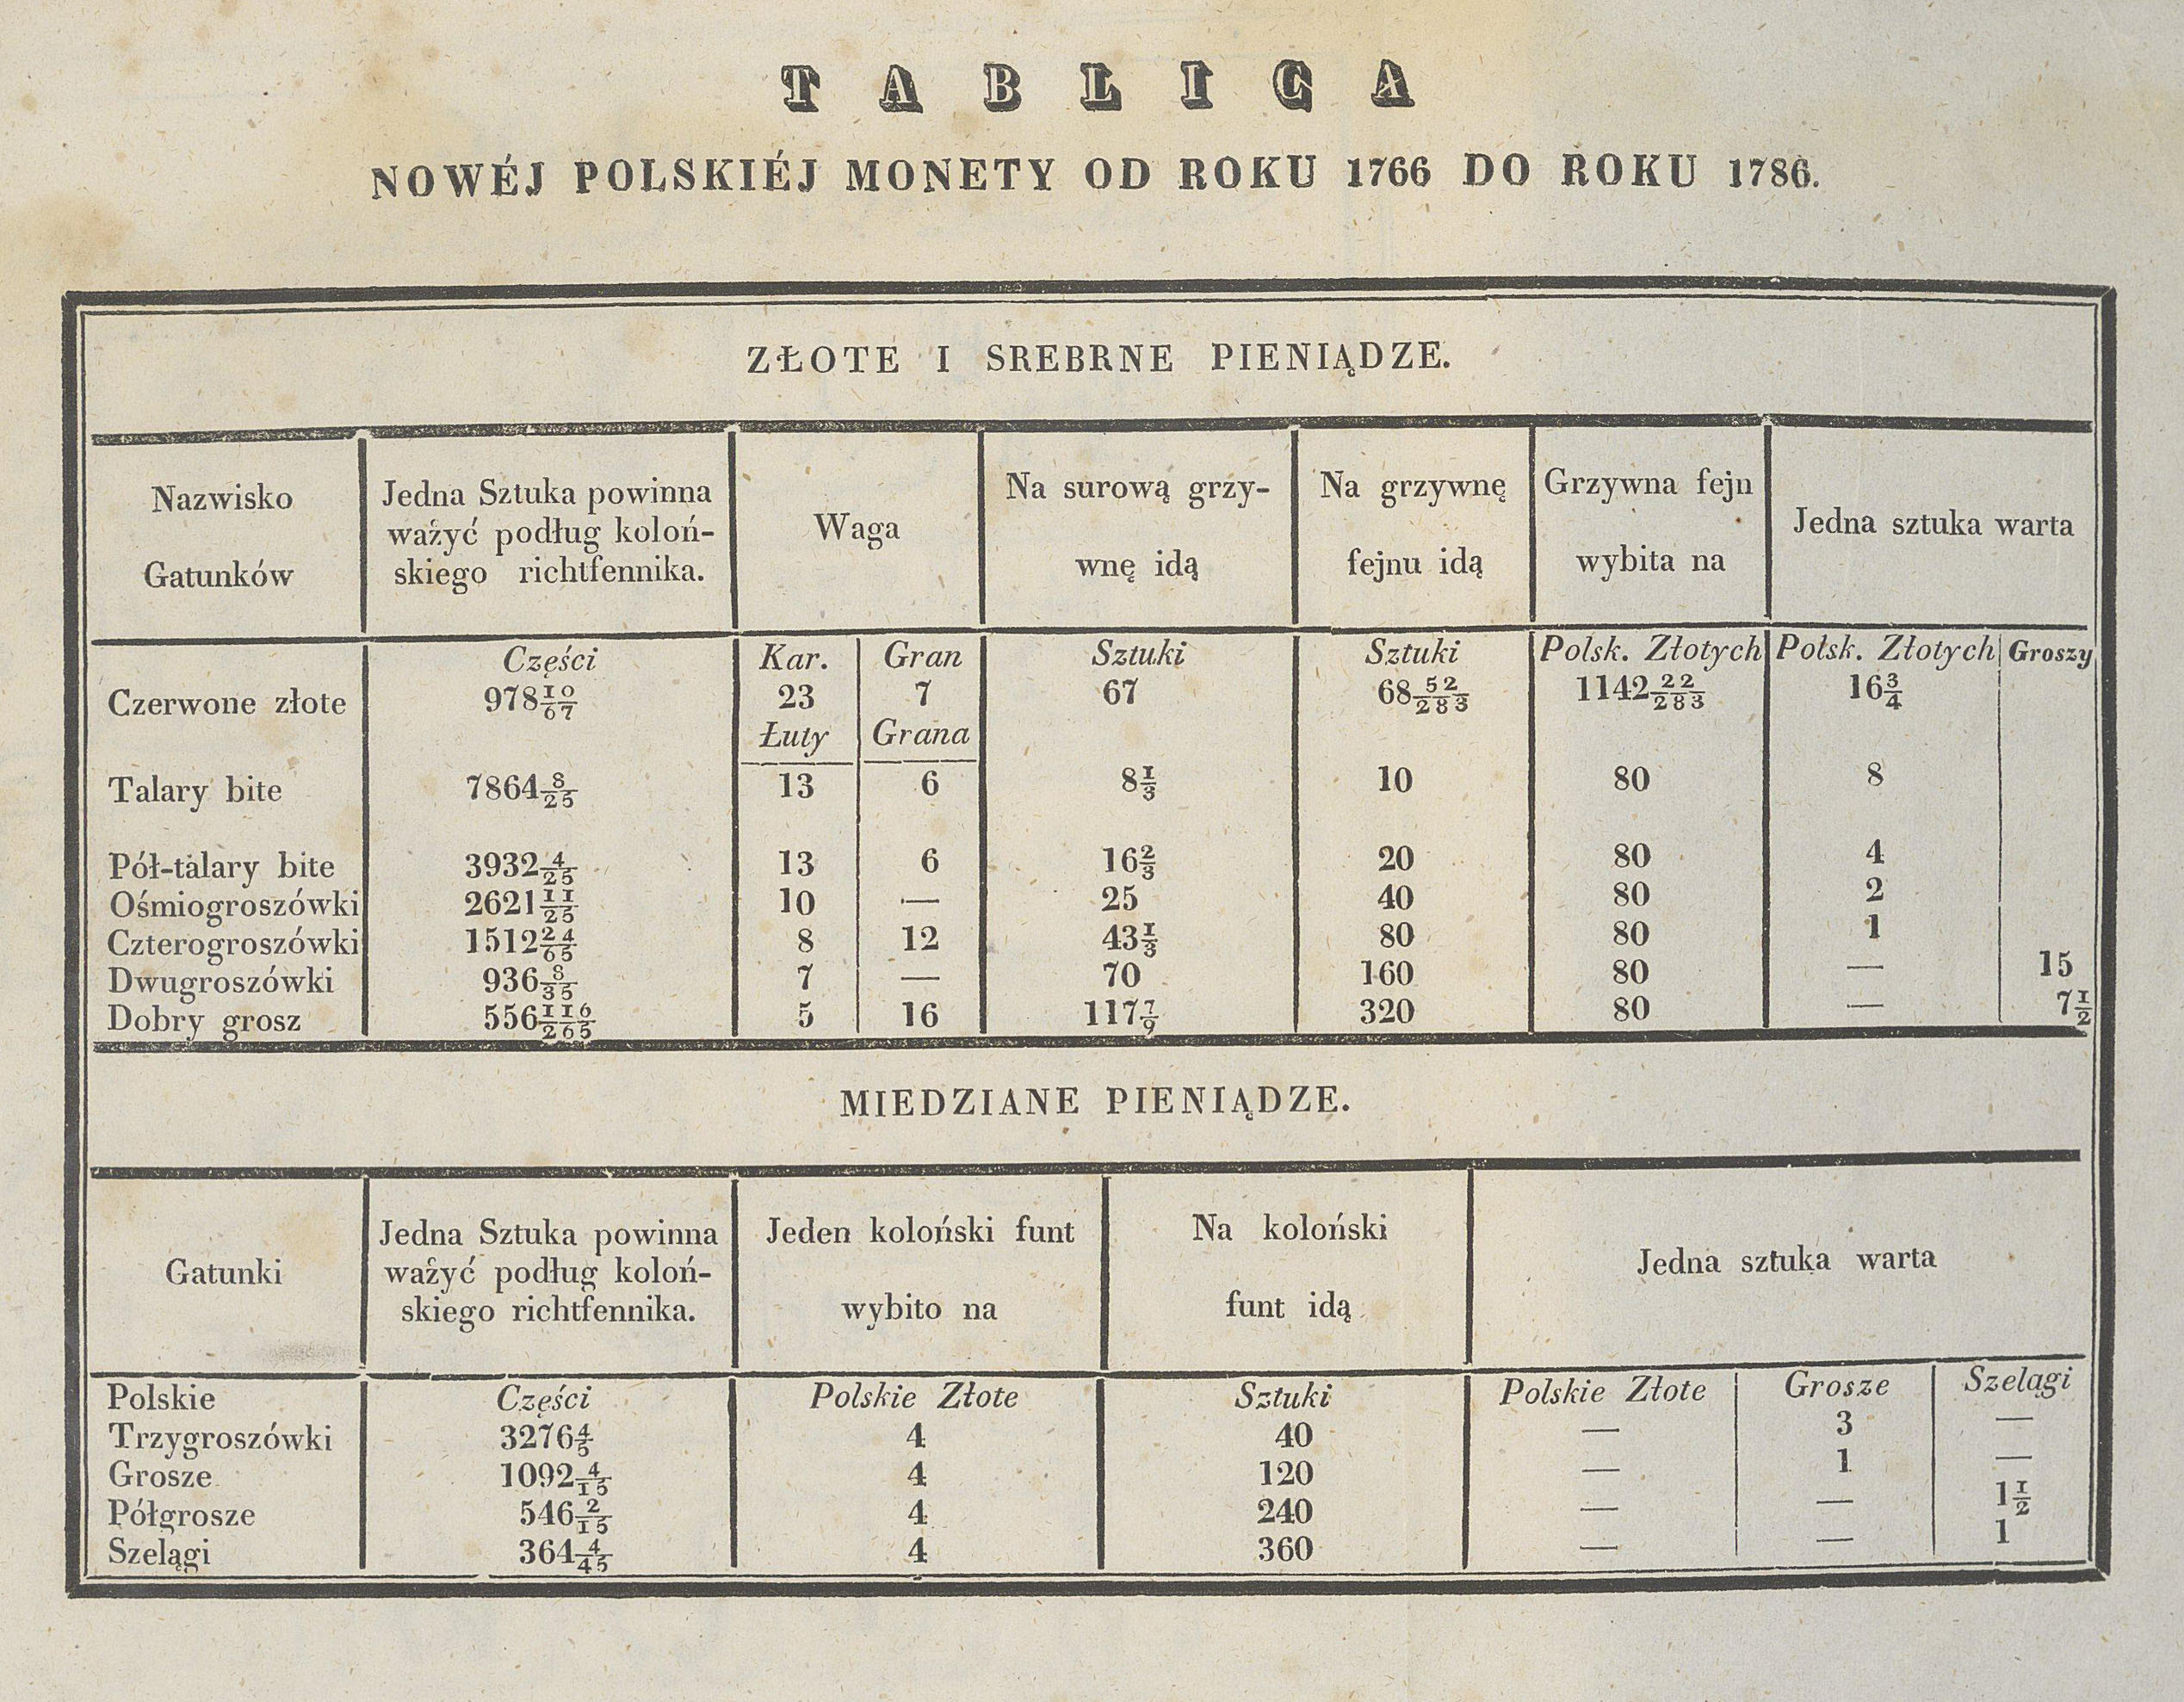 TABLICA
NOWÉJ POLSKIÉJ MONETY OD ROKU 1766 DO ROKU 1786.
ZŁOTE I SREBRNE PIENIĄDZE.
Nazwisko Gatunków | Jedna Sztuka powinna ważyć podług koloń-skiego richtfennika. | Waga | Na surową grzy-wnę idą | Na grzywnę fejnu idą | Grzywna fejn wybita na | Jedna sztuka warta
Części | Kar. | Gran | Sztuki | Sztuki | Polsk. Złotych | Polsk. Złotych | Groszy
Czerwone złote | 978 10/67 | 23 | 7 | 67 | 68 52/283 | 1142 22/283 | 16 3/4
Łuty | Grana
Talary bite | 7864 8/25 | 13 | 6 | 8 1/3 | 10 | 80 | 8
Pół-talary bite | 3932 4/25 | 13 | 6 | 16 2/3 | 20 | 80 | 4
Ośmiogroszówki | 2621 11/25 | 10 | — | 25 | 40 | 80 | 2
Czterogroszówki | 1512 24/65 | 8 | 12 | 43 1/3 | 80 | 80 | 1
Dwugroszówki | 936 8/35 | 7 | — | 70 | 160 | 80 | — | 15
Dobry grosz | 556 116/265 | 5 | 16 | 117 7/9 | 320 | 80 | — | 7 1/2
MIEDZIANE PIENIĄDZE.
Gatunki | Jedna Sztuka powinna ważyć podług koloń-skiego richtfennika. | Jeden koloński funt wybito na | Na koloński funt idą | Jedna sztuka warta
Polskie | Części | Polskie Złote | Sztuki | Polskie Złote | Grosze | Szelagi
Trzygroszówki | 3276 4/5 | 4 | 40 | — | 3 | —
Grosze | 1092 4/15 | 4 | 120 | — | 1 | —
Półgrosze | 546 2/15 | 4 | 240 | — | — | 1 1/2
Szelągi | 364 4/45 | 4 | 360 | — | — | 1